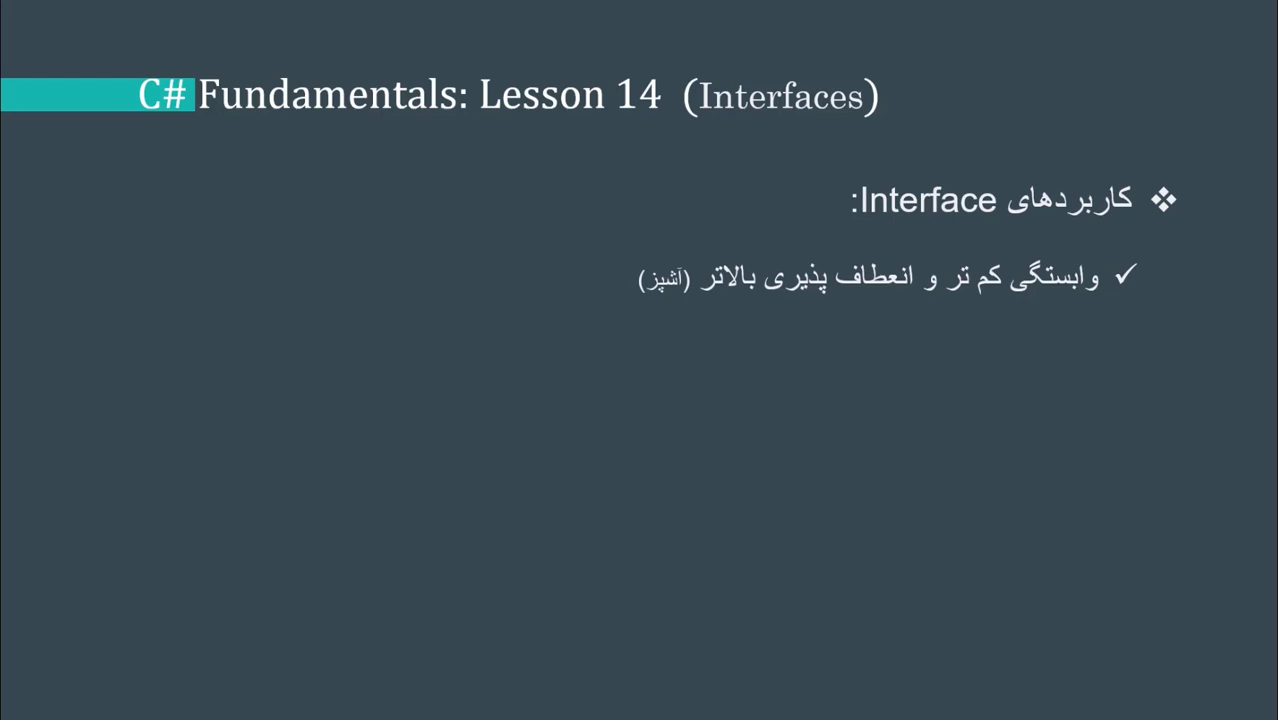 C# Fundamentals: Lesson 14 (Interfaces)
❖ کاربردهای Interface:
✓ وابستگی کم تر و انعطاف پذیری بالاتر (آشپز)